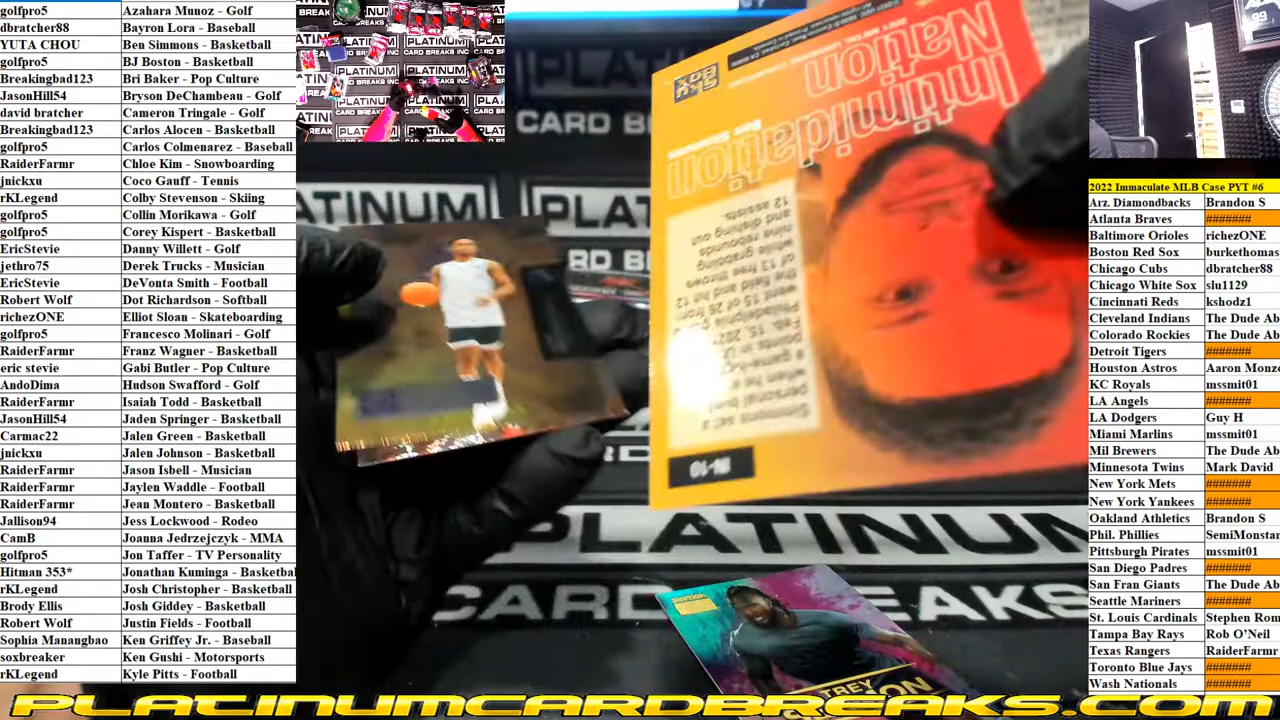 golfpro5 Azahara Munoz - Golf
dbratcher88 Bayron Lora - Baseball
YUTA CHOU Ben Simmons - Basketball
golfpro5 BJ Boston - Basketball
Breakingbad123 Bri Baker - Pop Culture
JasonHill54 Bryson DeChambeau - Golf
david bratcher Cameron Tringale - Golf
Breakingbad123 Carlos Alocen - Basketball
golfpro5 Carlos Colmenarez - Baseball
RaiderFarmr Chloe Kim - Snowboarding
jnickxu Coco Gauff - Tennis
rKLegend Colby Stevenson - Skiing
golfpro5 Collin Morikawa - Golf
golfpro5 Corey Kispert - Basketball
EricStevie Danny Willett - Golf
jethro75 Derek Trucks - Musician
EricStevie DeVonta Smith - Football
Robert Wolf Dot Richardson - Softball
richezONE Elliot Sloan - Skateboarding
golfpro5 Francesco Molinari - Golf
RaiderFarmr Franz Wagner - Basketball
eric stevie Gabi Butler - Pop Culture
AndoDima Hudson Swafford - Golf
RaiderFarmr Isaiah Todd - Basketball
JasonHill54 Jaden Springer - Basketball
Carmac22 Jalen Green - Basketball
jnickxu Jalen Johnson - Basketball
RaiderFarmr Jason Isbell - Musician
RaiderFarmr Jaylen Waddle - Football
RaiderFarmr Jean Montero - Basketball
Jallison94 Jess Lockwood - Rodeo
CamB Joanna Jedrzejczyk - MMA
golfpro5 Jon Taffer - TV Personality
Hitman 353* Jonathan Kuminga - Basketbal
rKLegend Josh Christopher - Basketball
Brody Ellis Josh Giddey - Basketball
Robert Wolf Justin Fields - Football
Sophia Manangbao Ken Griffey Jr. - Baseball
soxbreaker Ken Gushi - Motorsports
rKLegend Kyle Pitts - Football
PLATINUM
CARD BREAKS INC
Intimidation
Nation
SKYBOX
and dishing out
12 assists.
IN-10
PLATINUM
CARD BREAKS
TREY
2022 Immaculate MLB Case PYT #6
Arz. Diamondbacks Brandon S
Atlanta Braves #######
Baltimore Orioles richezONE
Boston Red Sox burkethomas
Chicago Cubs dbratcher88
Chicago White Sox slu1129
Cincinnati Reds kshodz1
Cleveland Indians The Dude Ab
Colorado Rockies The Dude Ab
Detroit Tigers #######
Houston Astros Aaron Monze
KC Royals mssmit01
LA Angels #######
LA Dodgers Guy H
Miami Marlins mssmit01
Mil Brewers The Dude Ab
Minnesota Twins Mark David
New York Mets #######
New York Yankees #######
Oakland Athletics Brandon S
Phil. Phillies SemiMonstar
Pittsburgh Pirates mssmit01
San Diego Padres #######
San Fran Giants The Dude Ab
Seattle Mariners #######
St. Louis Cardinals Stephen Rom
Tampa Bay Rays Rob O'Neil
Texas Rangers RaiderFarmr
Toronto Blue Jays #######
Wash Nationals #######
PLATINUMCARDBREAKS.COM